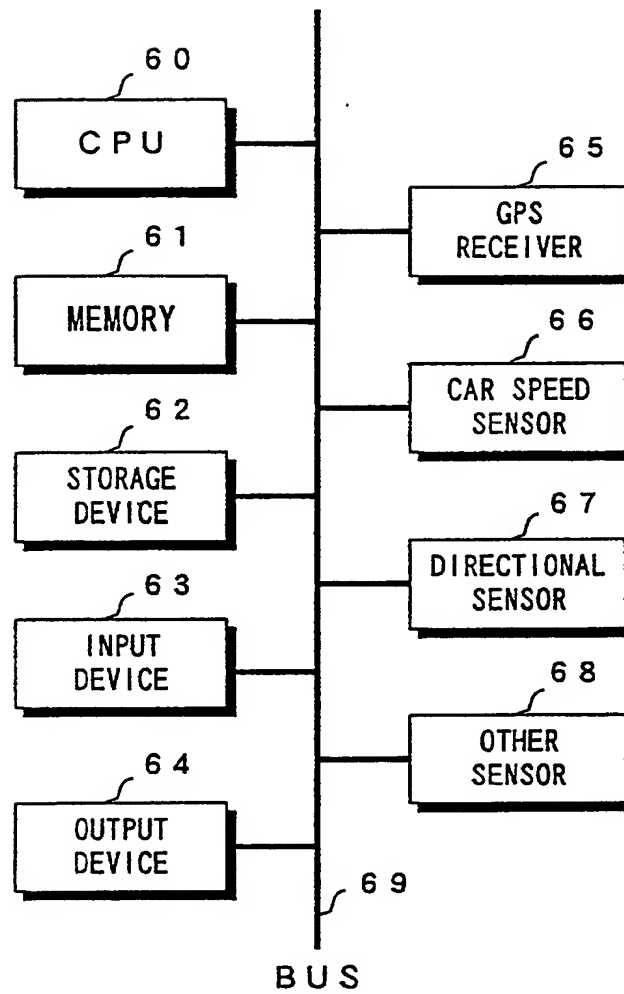 60
CPU
61
MEMORY
62
STORAGE
DEVICE
63
INPUT
DEVICE
64
OUTPUT
DEVICE
65
GPS
RECEIVER
66
CAR SPEED
SENSOR
67
DIRECTIONAL
SENSOR
68
OTHER
SENSOR
69
BUS